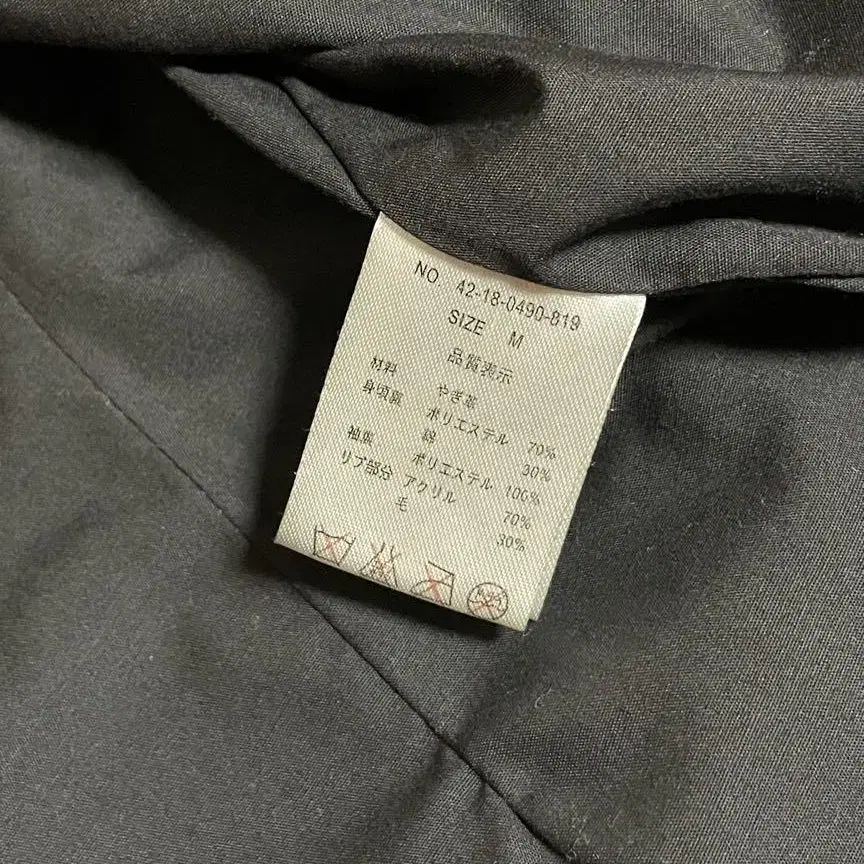 NO. 42-18-0490-819
SIZE M
品質表示
材料 やぎ革
身頃裏 ポリエステル 70%
綿 30%
袖裏 ポリエステル 100%
リブ部分 アクリル 70%
毛 30%